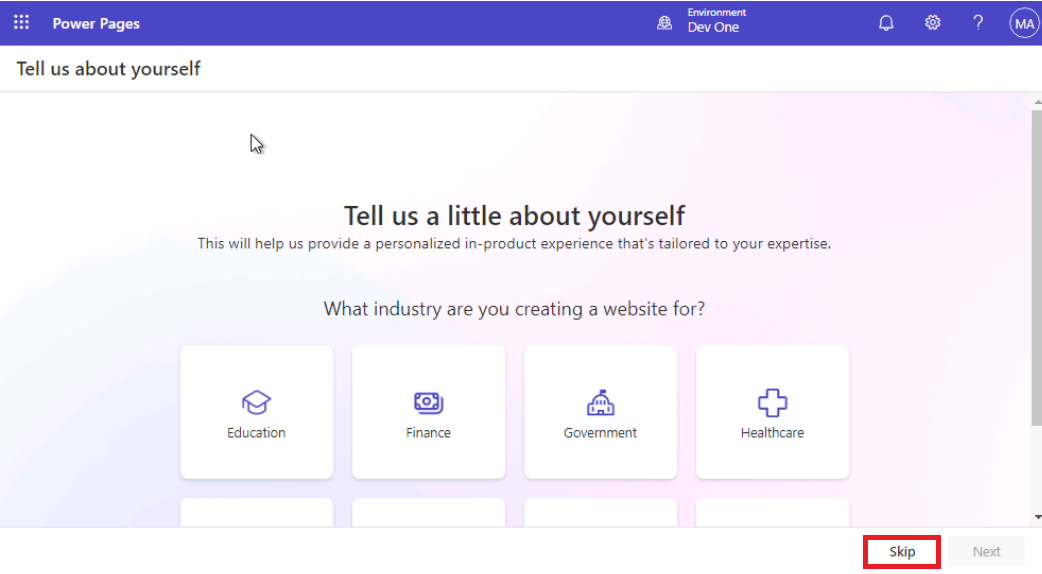 Power Pages
Environment
Dev One
?
MA
Tell us about yourself
Tell us a little about yourself
This will help us provide a personalized in-product experience that's tailored to your expertise.
What industry are you creating a website for?
Education
Finance
Government
Healthcare
Skip
Next